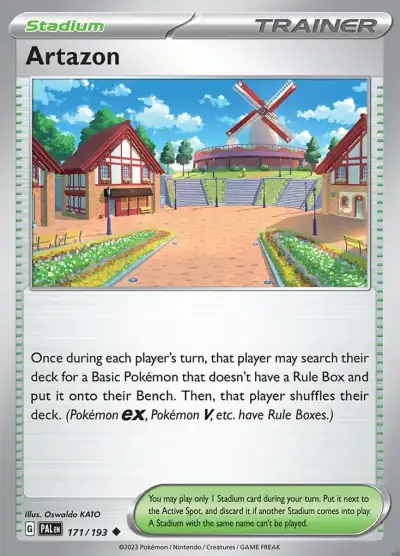 Stadium
TRAINER
Artazon
Once during each player's turn, that player may search their
deck for a Basic Pokémon that doesn't have a Rule Box and
put it onto their Bench. Then, that player shuffles their
deck. (Pokémon ex, Pokémon V, etc. have Rule Boxes.)
Illus. Oswaldo KATO
G PAL EN 171/193
You may play only 1 Stadium card during your turn. Put it next to
the Active Spot, and discard it if another Stadium comes into play.
A Stadium with the same name can't be played.
©2023 Pokémon / Nintendo / Creatures / GAME FREAK